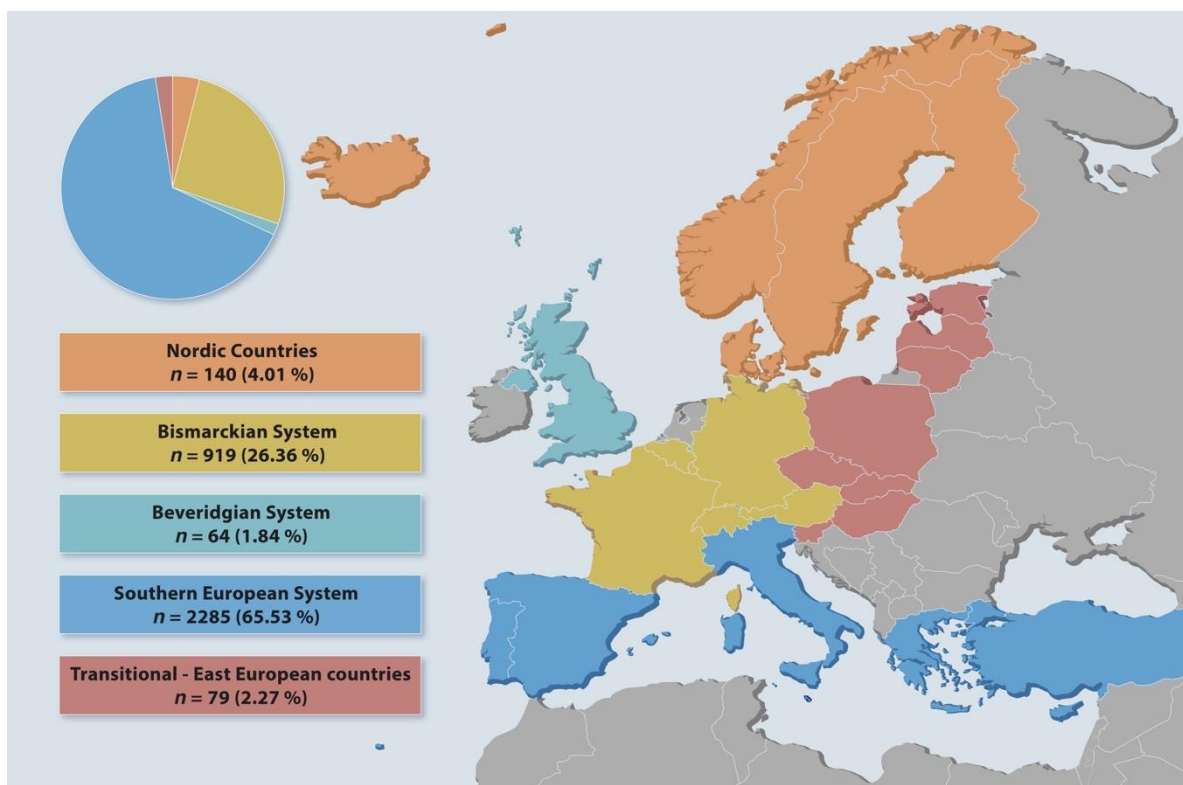 Nordic Countries
n = 140 (4.01 %)
Bismarckian System
n = 919 (26.36 %)
Beveridgian System
n = 64 (1.84 %)
Southern European System
n = 2285 (65.53 %)
Transitional - East European countries
n = 79 (2.27 %)